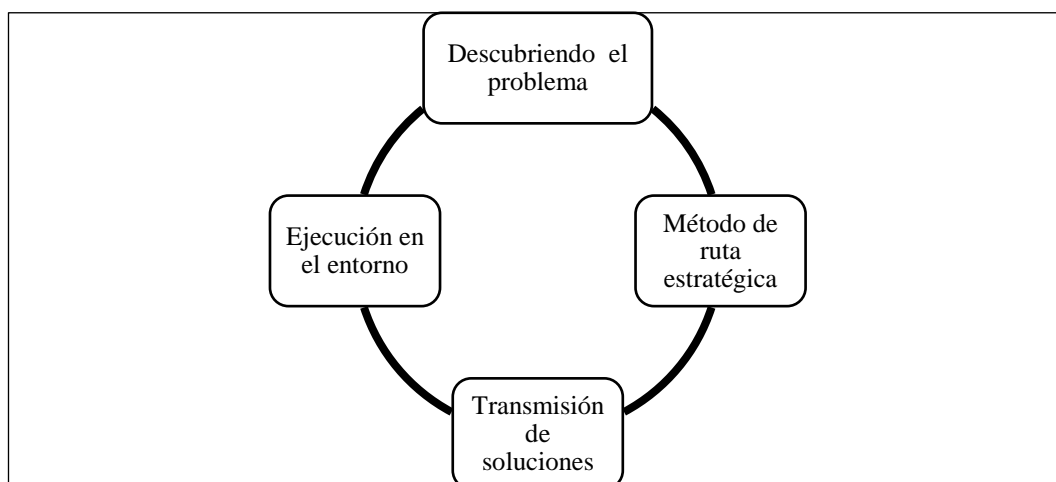 Descubriendo el
problema
Método de
ruta
estratégica
Transmisión
de
soluciones
Ejecución en
el entorno